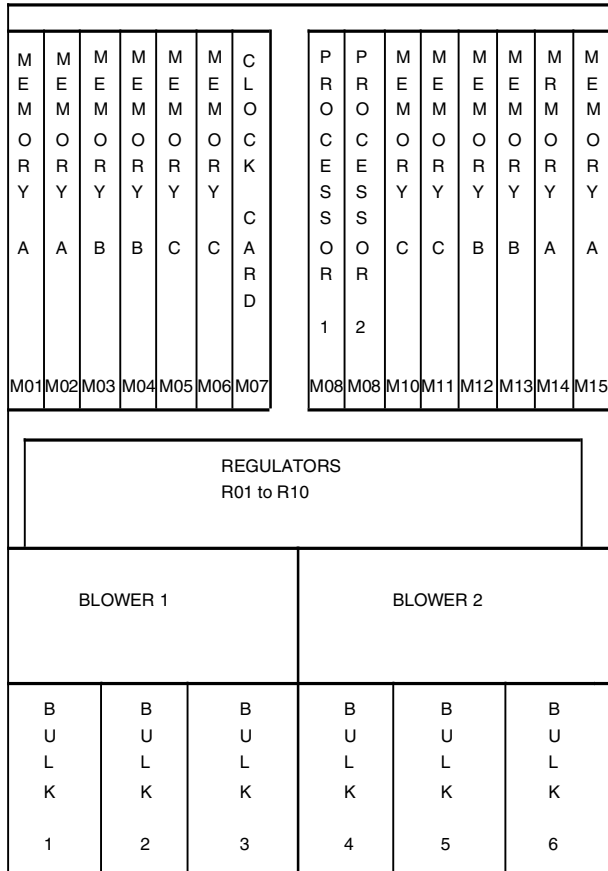 MEMORY A M01
MEMORY A M02
MEMORY B M03
MEMORY B M04
MEMORY C M05
MEMORY C M06
CLOCK CARD M07
PROCESSOR 1 M08
PROCESSOR 2 M08
MEMORY C M10
MEMORY C M11
MEMORY B M12
MEMORY B M13
MRMORY A M14
MEMORY A M15
REGULATORS
R01 to R10
BLOWER 1
BLOWER 2
BULK 1
BULK 2
BULK 3
BULK 4
BULK 5
BULK 6